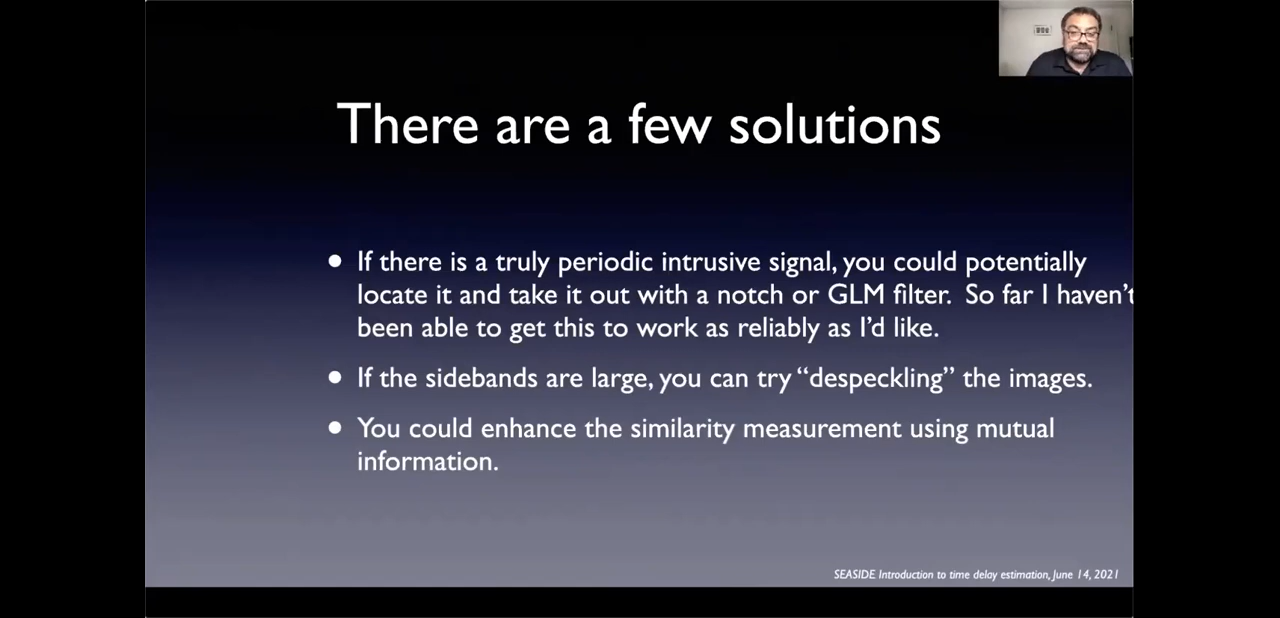 There are a few solutions
• If there is a truly periodic intrusive signal, you could potentially
locate it and take it out with a notch or GLM filter. So far I haven't
been able to get this to work as reliably as I'd like.
• If the sidebands are large, you can try “despeckling” the images.
• You could enhance the similarity measurement using mutual
information.
SEASIDE Introduction to time delay estimation, June 14, 2021